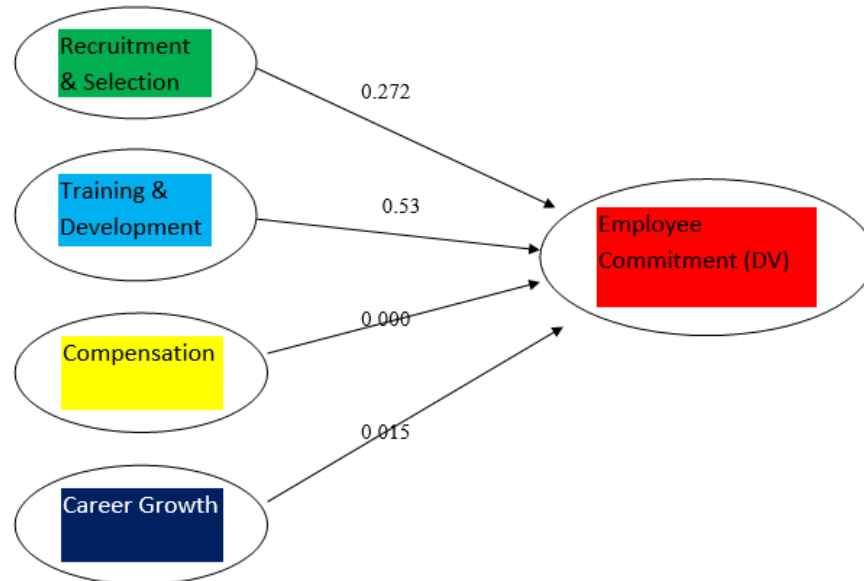 Recruitment
& Selection
0.272
Training &
Development
0.53
Employee
Commitment (DV)
Compensation
0.000
Career Growth
0.015